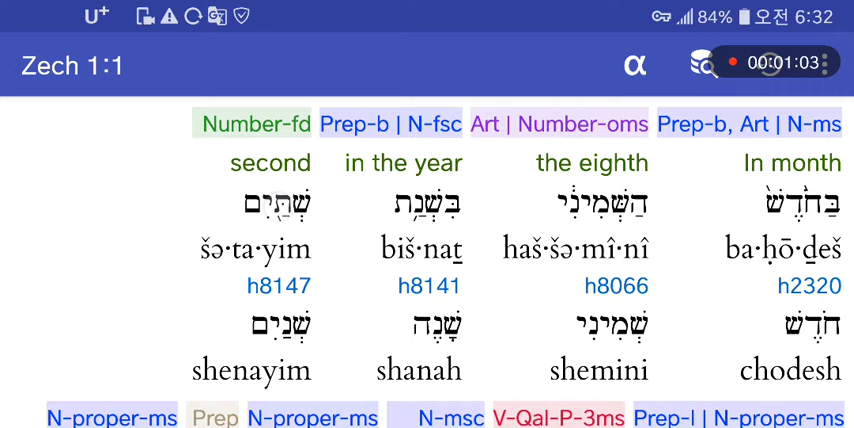 U+ 84% 오전 6:32
Zech 1:1 α 00:01:03
Number-fd Prep-b | N-fsc Art | Number-oms Prep-b, Art | N-ms
second in the year the eighth In month
בַּחֹ֙דֶשׁ֙ הַשְּׁמִינִ֔י בִּשְׁנַ֥ת שְׁתַּ֖יִם
šə·ta·yim biš·naṯ haš·šə·mî·nî ba·ḥō·ḏeš
h8147 h8141 h8066 h2320
חֹדֶשׁ שְׁמִינִי שָׁנֶה שְׁנַיִם
shenayim shanah shemini chodesh
N-proper-ms Prep N-proper-ms N-msc V-Qal-P-3ms Prep-l | N-proper-ms